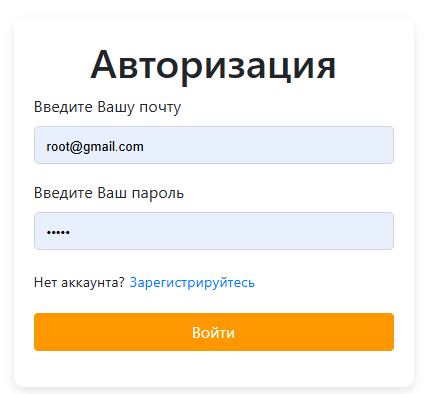 Авторизация
Введите Вашу почту
root@gmail.com
Введите Ваш пароль
•••••
Нет аккаунта? Зарегистрируйтесь
Войти